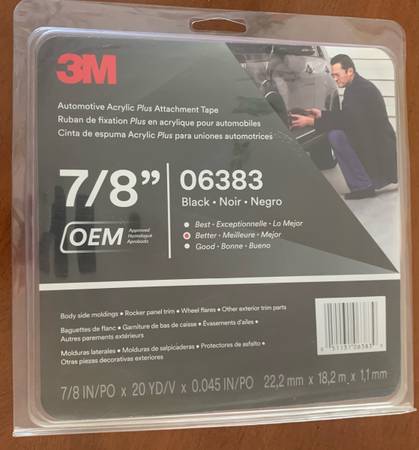 3M
Automotive Acrylic Plus Attachment Tape
Ruban de fixation Plus en acrylique pour automobiles
Cinta de espuma Acrylic Plus para uniones automotrices
7/8”
06383
Black • Noir • Negro
OEM
Approved
Homologué
Aprobado
Best • Exceptionnelle • Lo Mejor
Better • Meilleure • Mejor
Good • Bonne • Bueno
Body side moldings • Rocker panel trim • Wheel flares • Other exterior trim parts
Baguettes de flanc • Garniture de bas de caisse • Évasements d'ailes •
Autres parements extérieurs
Molduras laterales • Molduras de salpicaderas • Protectores de asfalto •
Otras piezas decorativas exteriores
7/8 IN/PO x 20 YD/V x 0.045 IN/PO 22,2 mm x 18,2 m x 1,1 mm